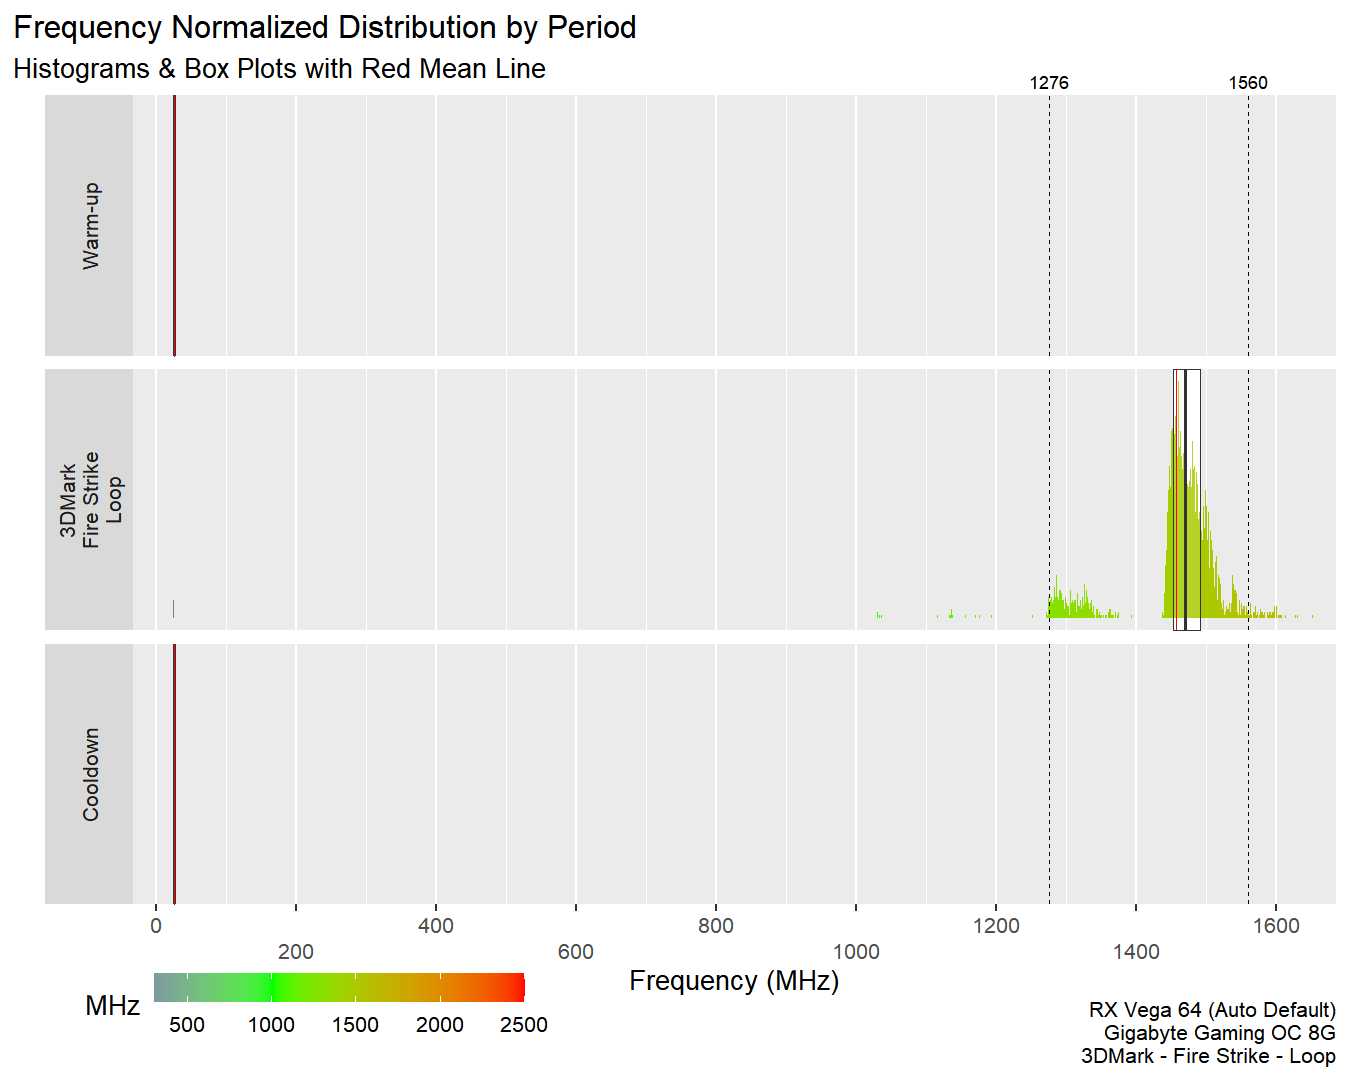 Frequency Normalized Distribution by Period
Histograms & Box Plots with Red Mean Line
1276 1560
Warm-up
3DMark
Fire Strike
Loop
Cooldown
0 400 800 1200 1600
200 600 1000 1400
Frequency (MHz)
MHz
500 1000 1500 2000 2500
RX Vega 64 (Auto Default)
Gigabyte Gaming OC 8G
3DMark - Fire Strike - Loop